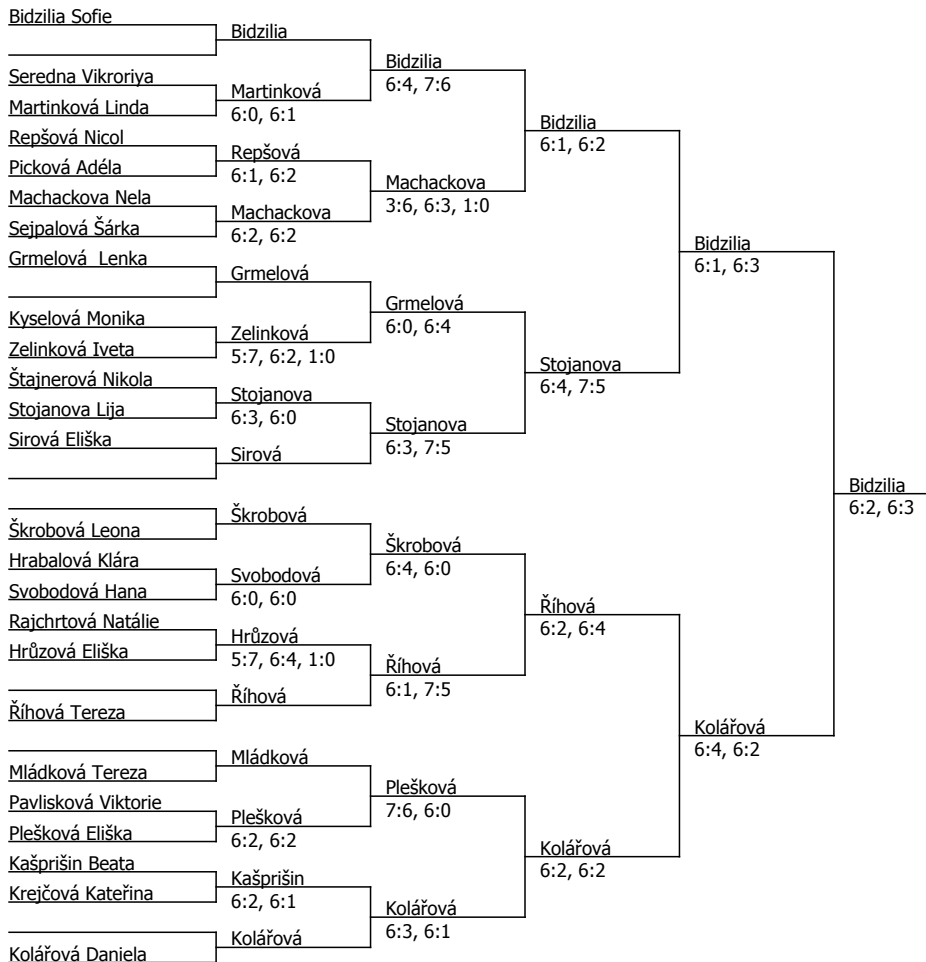 Bidzilia Sofie
Bidzilia
Bidzilia
6:4, 7:6
Seredna Vikroriya
Martinková
6:0, 6:1
Martinková Linda
Bidzilia
6:1, 6:2
Repšová Nicol
Repšová
6:1, 6:2
Picková Adéla
Machackova
3:6, 6:3, 1:0
Machackova Nela
Machackova
6:2, 6:2
Sejpalová Šárka
Bidzilia
6:1, 6:3
Grmelová  Lenka
Grmelová
Grmelová
6:0, 6:4
Kyselová Monika
Zelinková
5:7, 6:2, 1:0
Zelinková Iveta
Stojanova
6:4, 7:5
Štajnerová Nikola
Stojanova
6:3, 6:0
Stojanova Lija
Stojanova
6:3, 7:5
Sirová Eliška
Sirová
Bidzilia
6:2, 6:3
Škrobová
Škrobová Leona
Škrobová
6:4, 6:0
Hrabalová Klára
Svobodová
6:0, 6:0
Svobodová Hana
Říhová
6:2, 6:4
Rajchrtová Natálie
Hrůzová
5:7, 6:4, 1:0
Hrůzová Eliška
Říhová
6:1, 7:5
Říhová
Říhová Tereza
Kolářová
6:4, 6:2
Mládková
Mládková Tereza
Plešková
7:6, 6:0
Pavlisková Viktorie
Plešková
6:2, 6:2
Plešková Eliška
Kolářová
6:2, 6:2
Kašprišin Beata
Kašprišin
6:2, 6:1
Krejčová Kateřina
Kolářová
6:3, 6:1
Kolářová
Kolářová Daniela